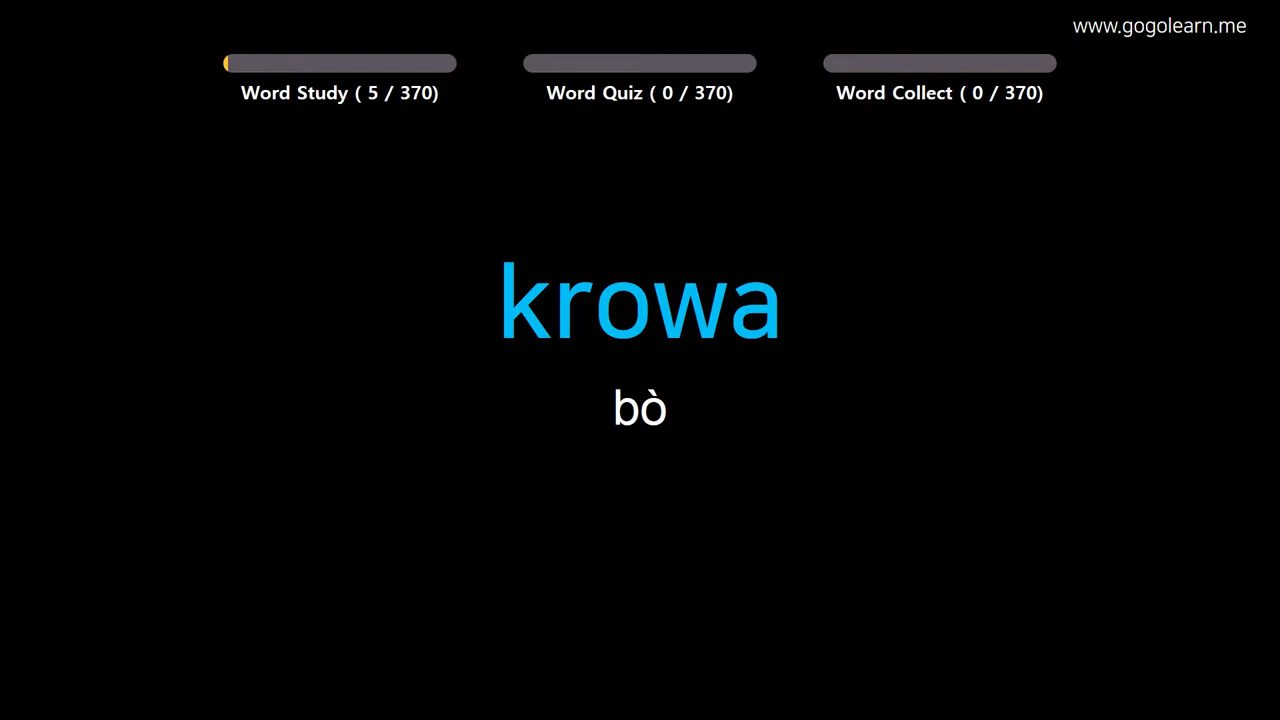 www.gogolearn.me
Word Study ( 5 / 370)
Word Quiz ( 0 / 370)
Word Collect ( 0 / 370)
krowa
bò